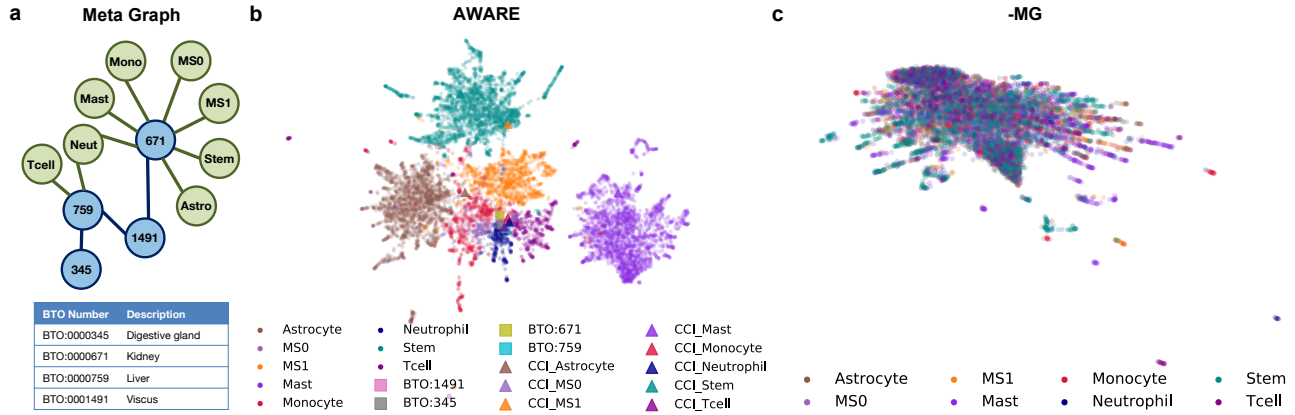 a
Meta Graph
Mono
MS0
Mast
MS1
671
Neut
Stem
Tcell
Astro
759
1491
345
BTO Number Description
BTO:0000345 Digestive gland
BTO:0000671 Kidney
BTO:0000759 Liver
BTO:0001491 Viscus
b
AWARE
Astrocyte
MS0
MS1
Mast
Monocyte
Neutrophil
Stem
Tcell
BTO:1491
BTO:345
BTO:671
BTO:759
CCI_Astrocyte
CCI_MS0
CCI_MS1
CCI_Mast
CCI_Monocyte
CCI_Neutrophil
CCI_Stem
CCI_Tcell
c
-MG
Astrocyte
MS0
MS1
Mast
Monocyte
Neutrophil
Stem
Tcell